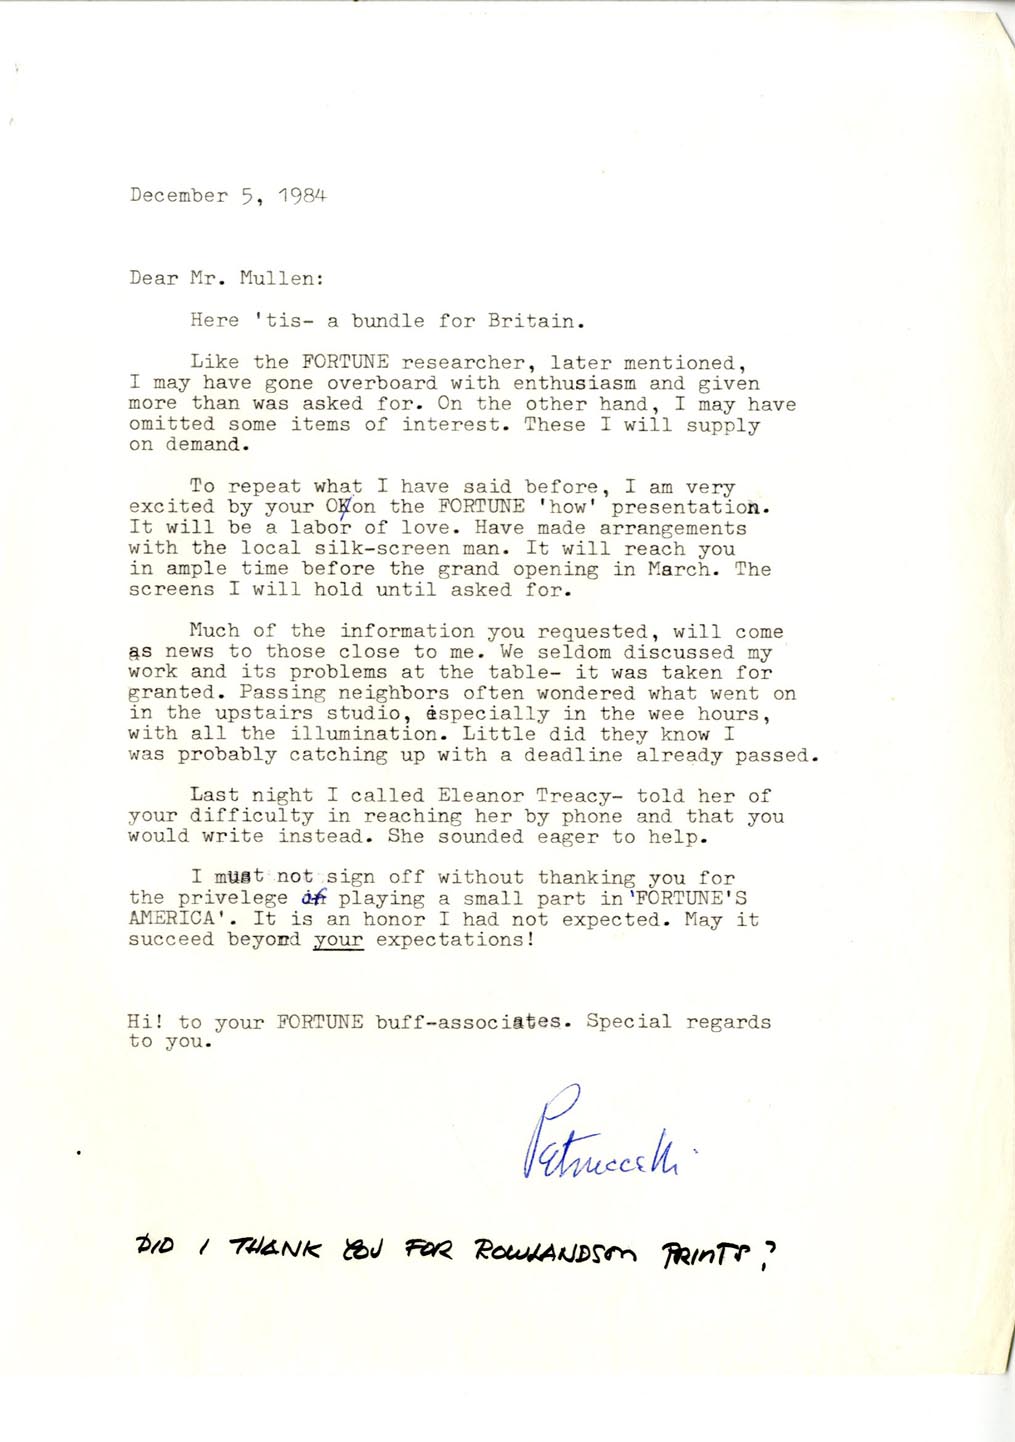 December 5, 1984
Dear Mr. Mullen:
Here 'tis- a bundle for Britain.
Like the FORTUNE researcher, later mentioned,
I may have gone overboard with enthusiasm and given
more than was asked for. On the other hand, I may have
omitted some items of interest. These I will supply
on demand.
To repeat what I have said before, I am very
excited by your OK/on the FORTUNE 'how' presentation.
It will be a labor of love. Have made arrangements
with the local silk-screen man. It will reach you
in ample time before the grand opening in March. The
screens I will hold until asked for.
Much of the information you requested, will come
as news to those close to me. We seldom discussed my
work and its problems at the table- it was taken for
granted. Passing neighbors often wondered what went on
in the upstairs studio, especially in the wee hours,
with all the illumination. Little did they know I
was probably catching up with a deadline already passed.
Last night I called Eleanor Treacy- told her of
your difficulty in reaching her by phone and that you
would write instead. She sounded eager to help.
I must not sign off without thanking you for
the privelege of playing a small part in 'FORTUNE'S
AMERICA'. It is an honor I had not expected. May it
succeed beyond your expectations!
Hi! to your FORTUNE buff-associates. Special regards
to you.
Petruccelli
DID I THANK YOU FOR ROWLANDSON PRINTS?